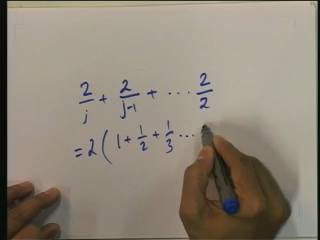 2/j + 2/j-1 + ... 2/2
= 2 ( 1 + 1/2 + 1/3 ...